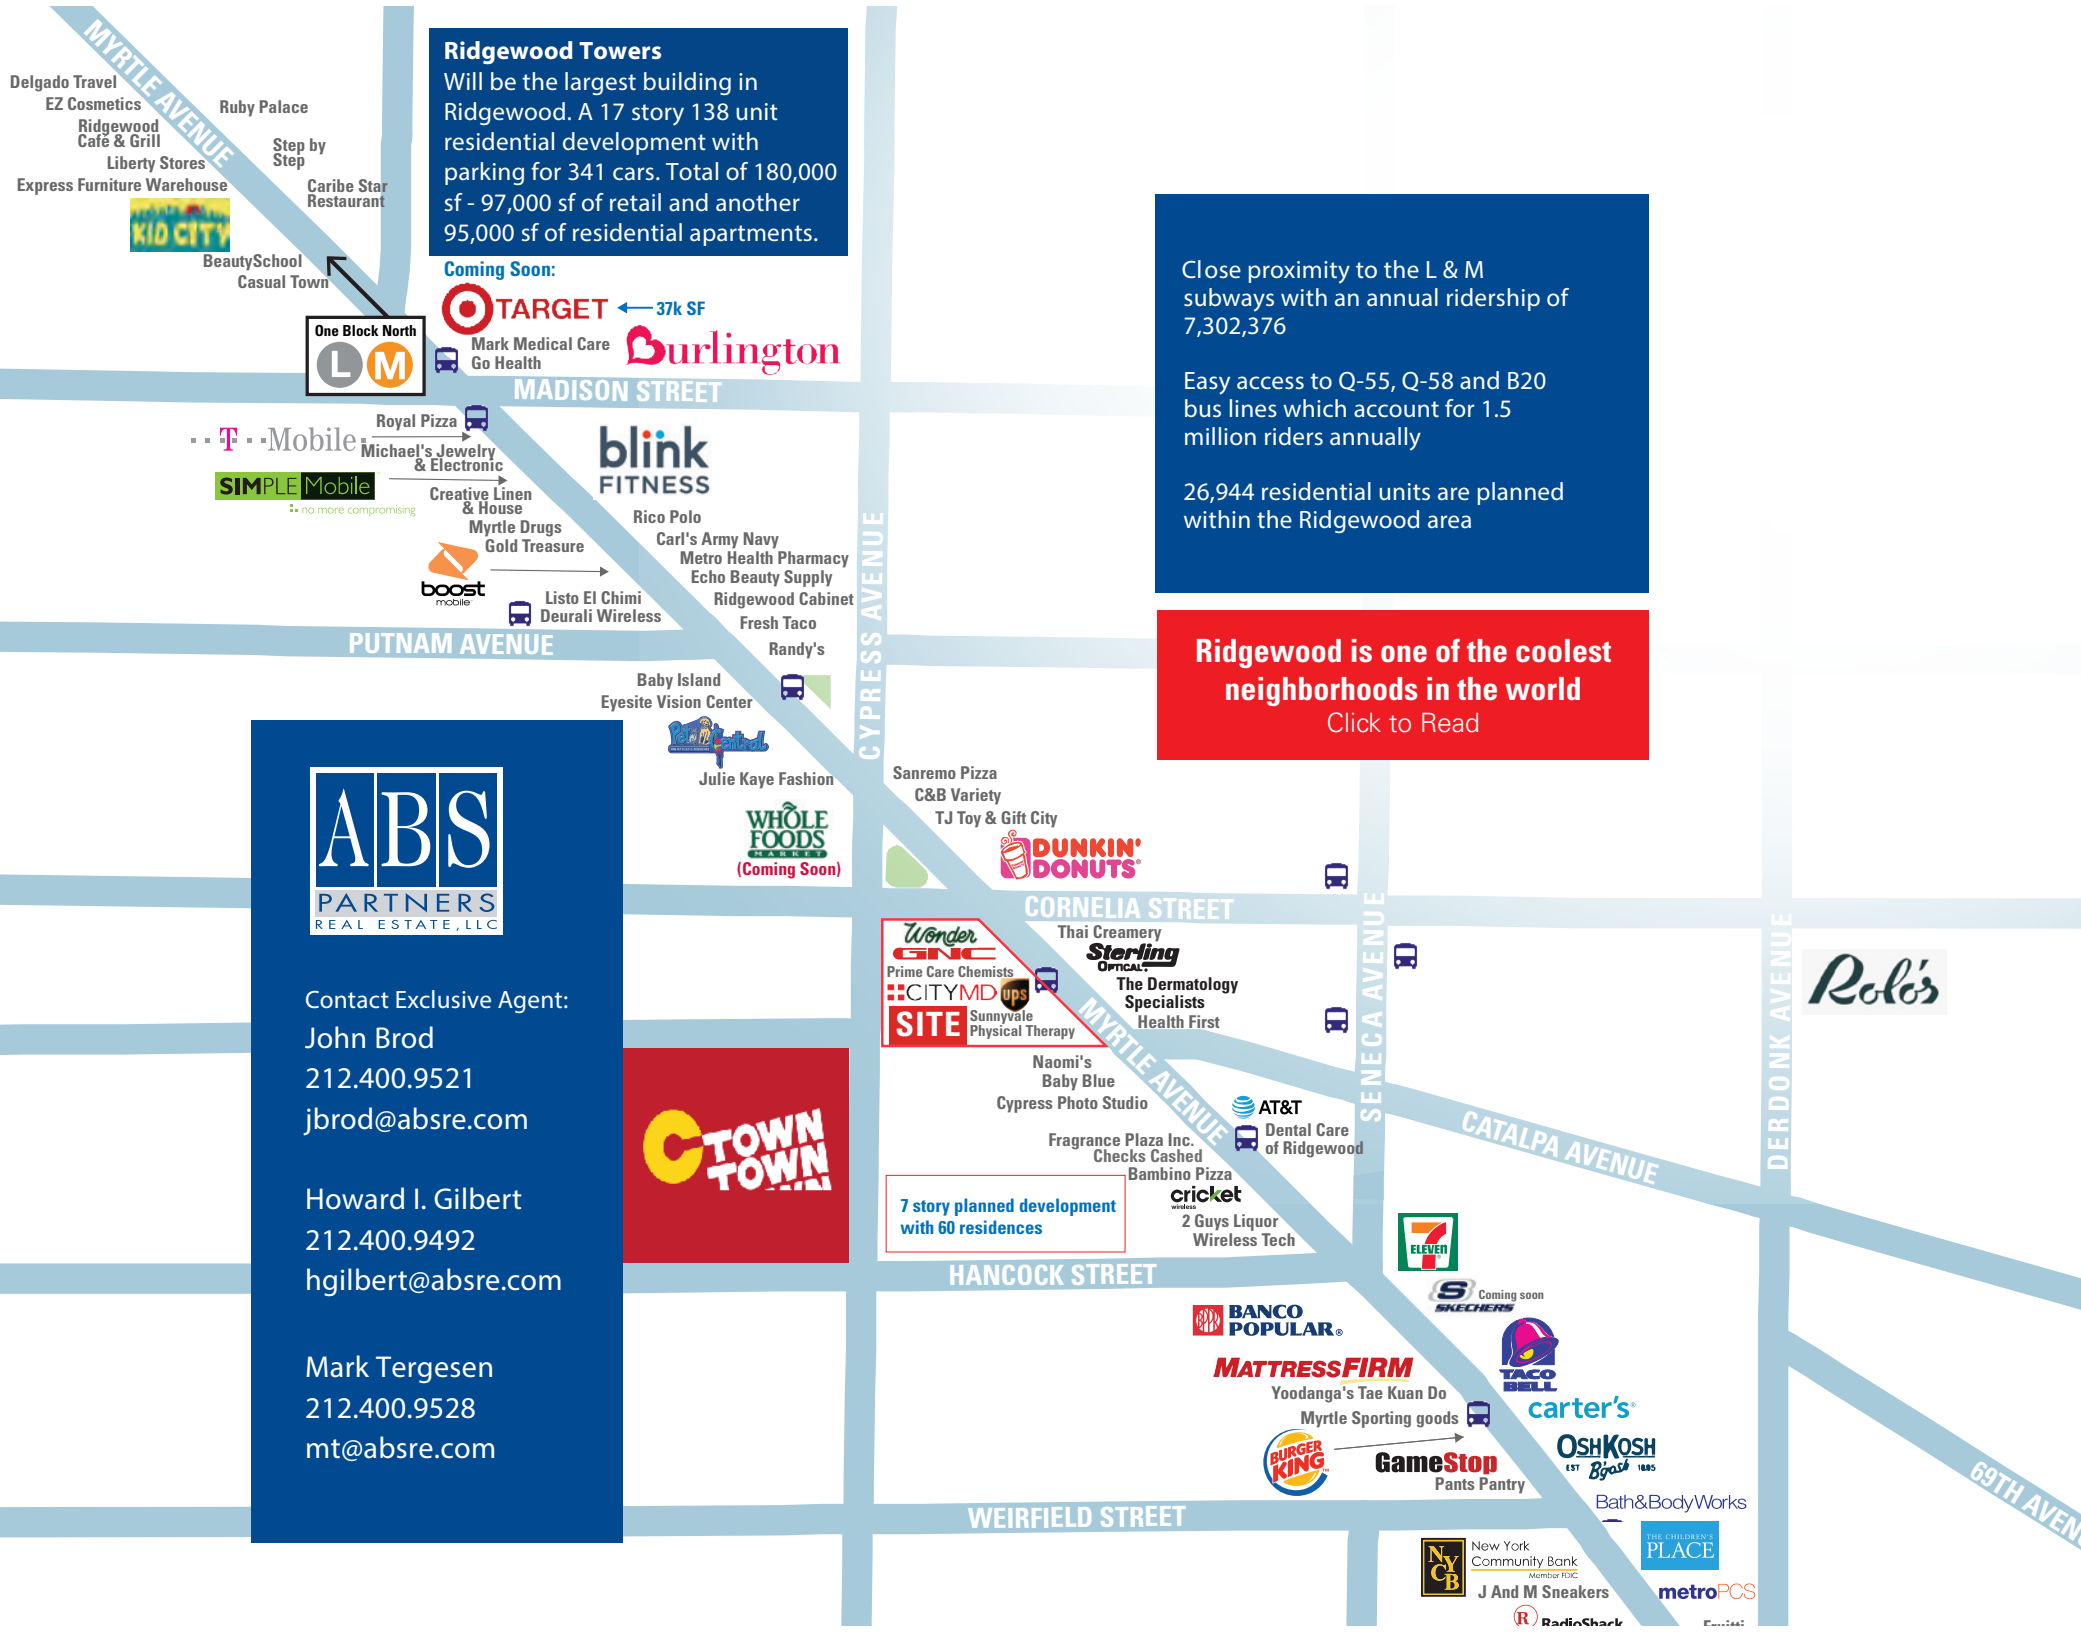 MYRTLE AVENUE
Delgado Travel
EZ Cosmetics
Ridgewood
Cafe & Grill
Liberty Stores
Express Furniture Warehouse
KID CITY
BeautySchool
Casual Town
Ruby Palace
Step by
Step
Caribe Star
Restaurant
One Block North
L M
Ridgewood Towers
Will be the largest building in
Ridgewood. A 17 story 138 unit
residential development with
parking for 341 cars. Total of 180,000
sf - 97,000 sf of retail and another
95,000 sf of residential apartments.
Coming Soon:
TARGET
37k SF
Mark Medical Care
Go Health
Burlington
MADISON STREET
Royal Pizza
T Mobile
Michael's Jewelry
& Electronic
SIMPLE Mobile
no more compromising
Creative Linen
& House
Myrtle Drugs
Gold Treasure
boost
mobile
Listo El Chimi
Deurali Wireless
blink
FITNESS
Rico Polo
Carl's Army Navy
Metro Health Pharmacy
Echo Beauty Supply
Ridgewood Cabinet
Fresh Taco
Randy's
CYPRESS AVENUE
PUTNAM AVENUE
Baby Island
Eyesite Vision Center
Pet Central
Julie Kaye Fashion
WHOLE
FOODS
MARKET
(Coming Soon)
Close proximity to the L & M
subways with an annual ridership of
7,302,376
Easy access to Q-55, Q-58 and B20
bus lines which account for 1.5
million riders annually
26,944 residential units are planned
within the Ridgewood area
Ridgewood is one of the coolest
neighborhoods in the world
Click to Read
ABS
PARTNERS
REAL ESTATE, LLC
Contact Exclusive Agent:
John Brod
212.400.9521
jbrod@absre.com
Howard I. Gilbert
212.400.9492
hgilbert@absre.com
Mark Tergesen
212.400.9528
mt@absre.com
CTOWN
TOWN
Sanremo Pizza
C&B Variety
TJ Toy & Gift City
DUNKIN'
DONUTS
CORNELIA STREET
Wonder
GNC
Prime Care Chemists
CITYMD
ups
SITE
Sunnyvale
Physical Therapy
Thai Creamery
Sterling
OPTICAL
The Dermatology
Specialists
Health First
MYRTLE AVENUE
SENECA AVENUE
DERDONK AVENUE
Rolo's
Naomi's
Baby Blue
Cypress Photo Studio
AT&T
Dental Care
of Ridgewood
CATALPA AVENUE
Fragrance Plaza Inc.
Checks Cashed
Bambino Pizza
cricket
wireless
2 Guys Liquor
Wireless Tech
7 story planned development
with 60 residences
HANCOCK STREET
7 ELEVEN
S
SKECHERS
Coming soon
BANCO
POPULAR®
MATTRESSFIRM
TACO
BELL
Yoodanga's Tae Kuan Do
Myrtle Sporting goods
carter's
BURGER
KING
GameStop
Pants Pantry
OSHKOSH
EST B'gosh 1895
Bath&BodyWorks
69TH AVENU
WEIRFIELD STREET
THE CHILDREN'S
PLACE
NYCB
New York
Community Bank
Member FDIC
J And M Sneakers
metroPCS
R RadioShack
Fruitti